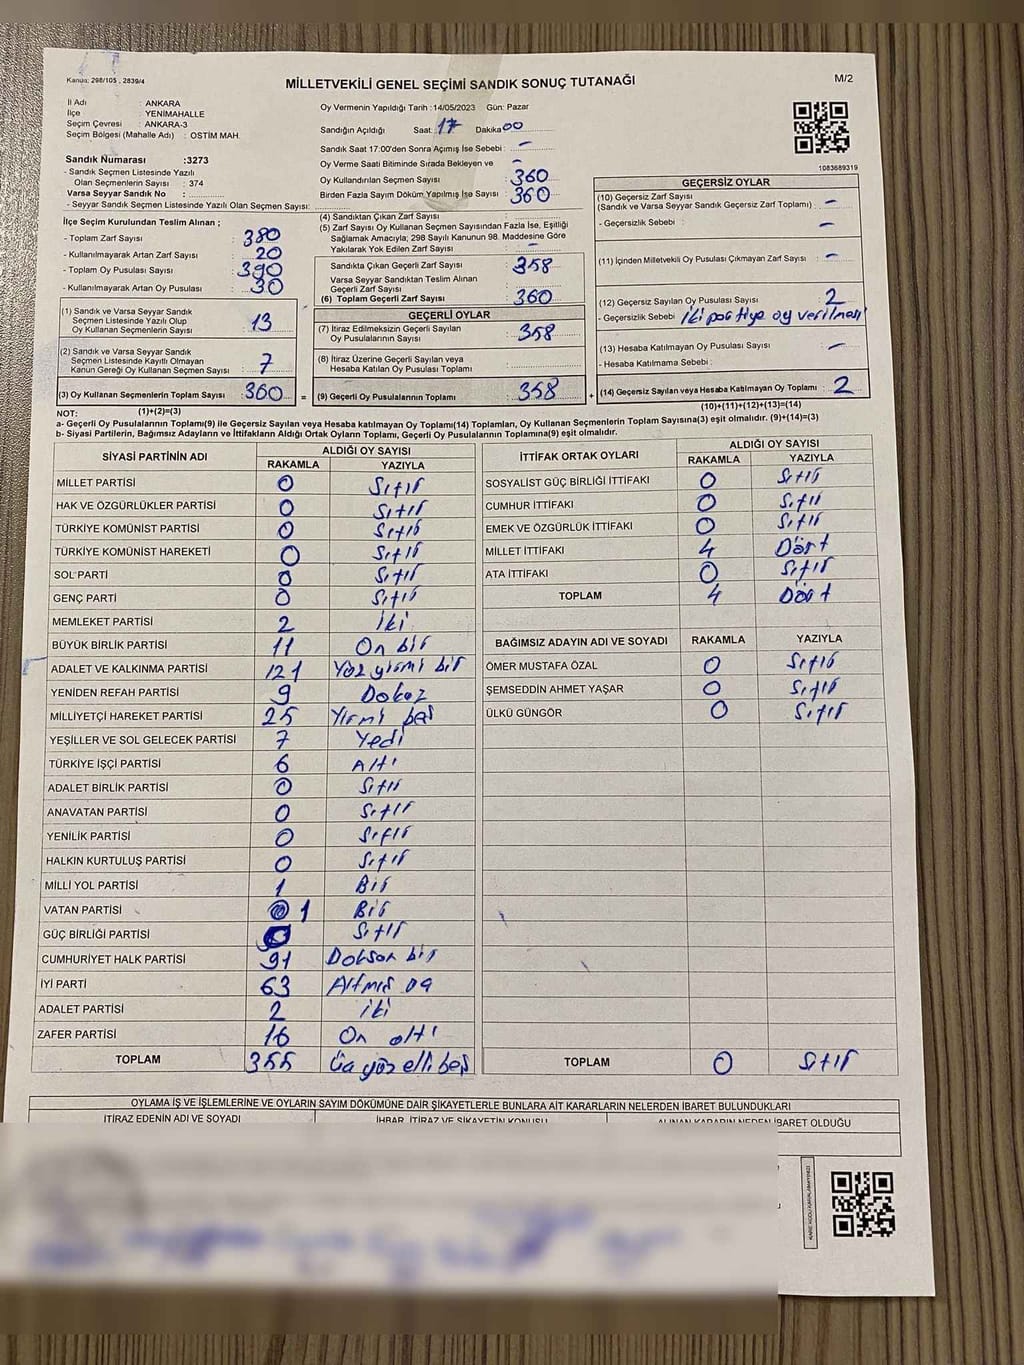 Kanun: 298/105 , 2839/4
MİLLETVEKİLİ GENEL SEÇİMİ SANDIK SONUÇ TUTANAĞI
M/2
İl Adı : ANKARA
İlçe : YENİMAHALLE
Seçim Çevresi : ANKARA-3
Seçim Bölgesi (Mahalle Adı) : OSTİM MAH.
Oy Vermenin Yapıldığı Tarih :14/05/2023 Gün: Pazar
Sandığın Açıldığı Saat: 17 Dakika 00
Sandık Saat 17:00'den Sonra Açılmış İse Sebebi : -
Oy Verme Saati Bitiminde Sırada Bekleyen ve -
Oy Kullandırılan Seçmen Sayısı : 360
Birden Fazla Sayım Döküm Yapılmış İse Sayısı : 360
1083689319
Sandık Numarası :3273
- Sandık Seçmen Listesinde Yazılı
Olan Seçmenlerin Sayısı : 374
Varsa Seyyar Sandık No :
- Seyyar Sandık Seçmen Listesinde Yazılı Olan Seçmen Sayısı:
İlçe Seçim Kurulundan Teslim Alınan ;
- Toplam Zarf Sayısı : 380
- Kullanılmayarak Artan Zarf Sayısı : 20
- Toplam Oy Pusulası Sayısı : 390
- Kullanılmayarak Artan Oy Pusulası : 30
(4) Sandıktan Çıkan Zarf Sayısı :
(5) Zarf Sayısı Oy Kullanan Seçmen Sayısından Fazla İse, Eşitliği
Sağlamak Amacıyla; 298 Sayılı Kanunun 98. Maddesine Göre
Yakılarak Yok Edilen Zarf Sayısı : -
Sandıkta Çıkan Geçerli Zarf Sayısı : 358
Varsa Seyyar Sandıktan Teslim Alınan
Geçerli Zarf Sayısı :
(6) Toplam Geçerli Zarf Sayısı : 360
GEÇERSİZ OYLAR
(10) Geçersiz Zarf Sayısı
(Sandık ve Varsa Seyyar Sandık Geçersiz Zarf Toplamı) : -
- Geçersizlik Sebebi : -
(11) İçinden Milletvekili Oy Pusulası Çıkmayan Zarf Sayısı : -
(12) Geçersiz Sayılan Oy Pusulası Sayısı : 2
- Geçersizlik Sebebi : iki partiye oy verilmesi
(13) Hesaba Katılmayan Oy Pusulası Sayısı : -
- Hesaba Katılmama Sebebi :
(14) Geçersiz Sayılan veya Hesaba Katılmayan Oy Toplamı : 2
(10)+(11)+(12)+(13)=(14)
(1) Sandık ve Varsa Seyyar Sandık
Seçmen Listesinde Yazılı Olup
Oy Kullanan Seçmenlerin Sayısı : 13
(2) Sandık ve Varsa Seyyar Sandık
Seçmen Listesinde Kayıtlı Olmayan
Kanun Gereği Oy Kullanan Seçmen Sayısı : 7
(3) Oy Kullanan Seçmenlerin Toplam Sayısı : 360 =
(1)+(2)=(3)
GEÇERLİ OYLAR
(7) İtiraz Edilmeksizin Geçerli Sayılan
Oy Pusulalarının Sayısı : 358
(8) İtiraz Üzerine Geçerli Sayılan veya
Hesaba Katılan Oy Pusulası Toplamı :
(9) Geçerli Oy Pusulalarının Toplamı : 358 +
NOT:
a- Geçerli Oy Pusulalarının Toplamı(9) ile Geçersiz Sayılan veya Hesaba katılmayan Oy Toplamı(14) Toplamları, Oy Kullanan Seçmenlerin Toplam Sayısına(3) eşit olmalıdır. (9)+(14)=(3)
b- Siyasi Partilerin, Bağımsız Adayların ve İttifakların Aldığı Ortak Oyların Toplamı, Geçerli Oy Pusulalarının Toplamına(9) eşit olmalıdır.
SİYASİ PARTİNİN ADI
ALDIĞI OY SAYISI
RAKAMLA YAZIYLA
MİLLET PARTİSİ 0 Sıfır
HAK VE ÖZGÜRLÜKLER PARTİSİ 0 Sıfır
TÜRKİYE KOMÜNİST PARTİSİ 0 Sıfır
TÜRKİYE KOMÜNİST HAREKETİ 0 Sıfır
SOL PARTİ 0 Sıfır
GENÇ PARTİ 0 Sıfır
MEMLEKET PARTİSİ 2 İki
BÜYÜK BİRLİK PARTİSİ 11 On bir
ADALET VE KALKINMA PARTİSİ 121 Yüz yirmi bir
YENİDEN REFAH PARTİSİ 9 Dokuz
MİLLİYETÇİ HAREKET PARTİSİ 25 Yirmi beş
YEŞİLLER VE SOL GELECEK PARTİSİ 7 Yedi
TÜRKİYE İŞÇİ PARTİSİ 6 Altı
ADALET BİRLİK PARTİSİ 0 Sıfır
ANAVATAN PARTİSİ 0 Sıfır
YENİLİK PARTİSİ 0 Sıfır
HALKIN KURTULUŞ PARTİSİ 0 Sıfır
MİLLİ YOL PARTİSİ 1 Bir
VATAN PARTİSİ 1 Bir
GÜÇ BİRLİĞİ PARTİSİ 0 Sıfır
CUMHURİYET HALK PARTİSİ 91 Doksan bir
İYİ PARTİ 63 Altmış üç
ADALET PARTİSİ 2 iki
ZAFER PARTİSİ 16 On altı
TOPLAM 355 Üç yüz elli beş
İTTİFAK ORTAK OYLARI
ALDIĞI OY SAYISI
RAKAMLA YAZIYLA
SOSYALİST GÜÇ BİRLİĞİ İTTİFAKI 0 Sıfır
CUMHUR İTTİFAKI 0 Sıfır
EMEK VE ÖZGÜRLÜK İTTİFAKI 0 Sıfır
MİLLET İTTİFAKI 4 Dört
ATA İTTİFAKI 0 Sıfır
TOPLAM 4 Dört
BAĞIMSIZ ADAYIN ADI VE SOYADI RAKAMLA YAZIYLA
ÖMER MUSTAFA ÖZAL 0 Sıfır
ŞEMSEDDİN AHMET YAŞAR 0 Sıfır
ÜLKÜ GÜNGÖR 0 Sıfır
TOPLAM 0 Sıfır
OYLAMA İŞ VE İŞLEMLERİNE VE OYLARIN SAYIM DÖKÜMÜNE DAİR ŞİKAYETLERLE BUNLARA AİT KARARLARIN NELERDEN İBARET BULUNDUKLARI
İTİRAZ EDENİN ADI VE SOYADI İHBAR, İTİRAZ VE ŞİKAYETİN KONUSU ALINAN KARARIN NEDEN İBARET OLDUĞU